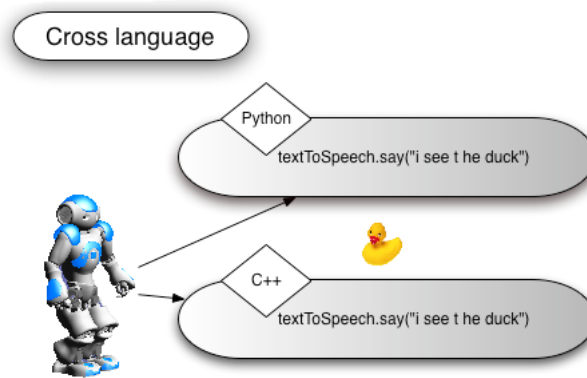 Cross language
Python
textToSpeech.say("i see t he duck")
C++
textToSpeech.say("i see t he duck")